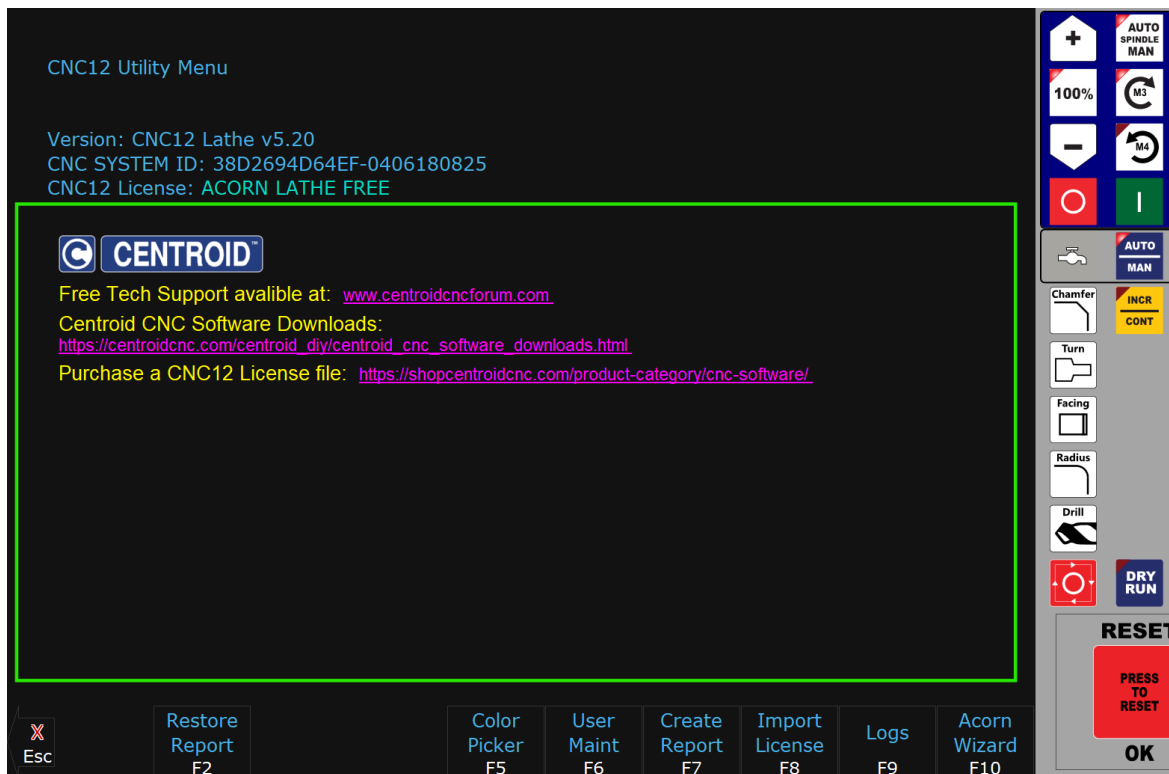 CNC12 Utility Menu
Version: CNC12 Lathe v5.20
CNC SYSTEM ID: 38D2694D64EF-0406180825
CNC12 License: ACORN LATHE FREE
C CENTROID™
Free Tech Support avalible at: www.centroidcncforum.com
Centroid CNC Software Downloads:
https://centroidcnc.com/centroid_diy/centroid_cnc_software_downloads.html
Purchase a CNC12 License file: https://shopcentroidcnc.com/product-category/cnc-software/
X
Esc
Restore
Report
F2
Color
Picker
F5
User
Maint
F6
Create
Report
F7
Import
License
F8
Logs
F9
Acorn
Wizard
F10
+
AUTO
SPINDLE
MAN
100%
M3
-
M4
AUTO
MAN
Chamfer
INCR
CONT
Turn
Facing
Radius
Drill
DRY
RUN
RESET
PRESS
TO
RESET
OK